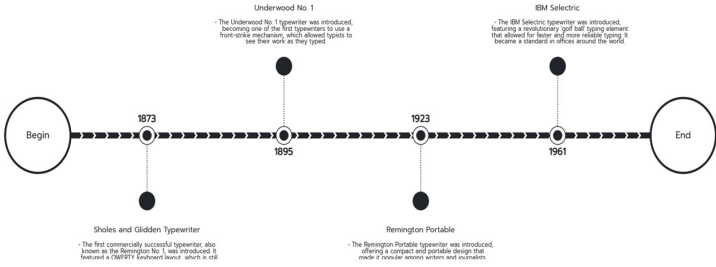 Underwood No. 1
- The Underwood No. 1 typewriter was introduced,
becoming one of the first typewriters to use a
front-strike mechanism, which allowed typists to
see their work as they typed.
IBM Selectric
- The IBM Selectric typewriter was introduced,
featuring a revolutionary 'golf ball' typing element
that allowed for faster and more reliable typing. It
became a standard in offices around the world.
Begin
1873
1895
1923
1961
End
Sholes and Glidden Typewriter
- The first commercially successful typewriter, also
known as the Remington No. 1, was introduced. It
featured a QWERTY keyboard layout, which is still
Remington Portable
- The Remington Portable typewriter was introduced,
offering a compact and portable design that
made it popular among writers and journalists